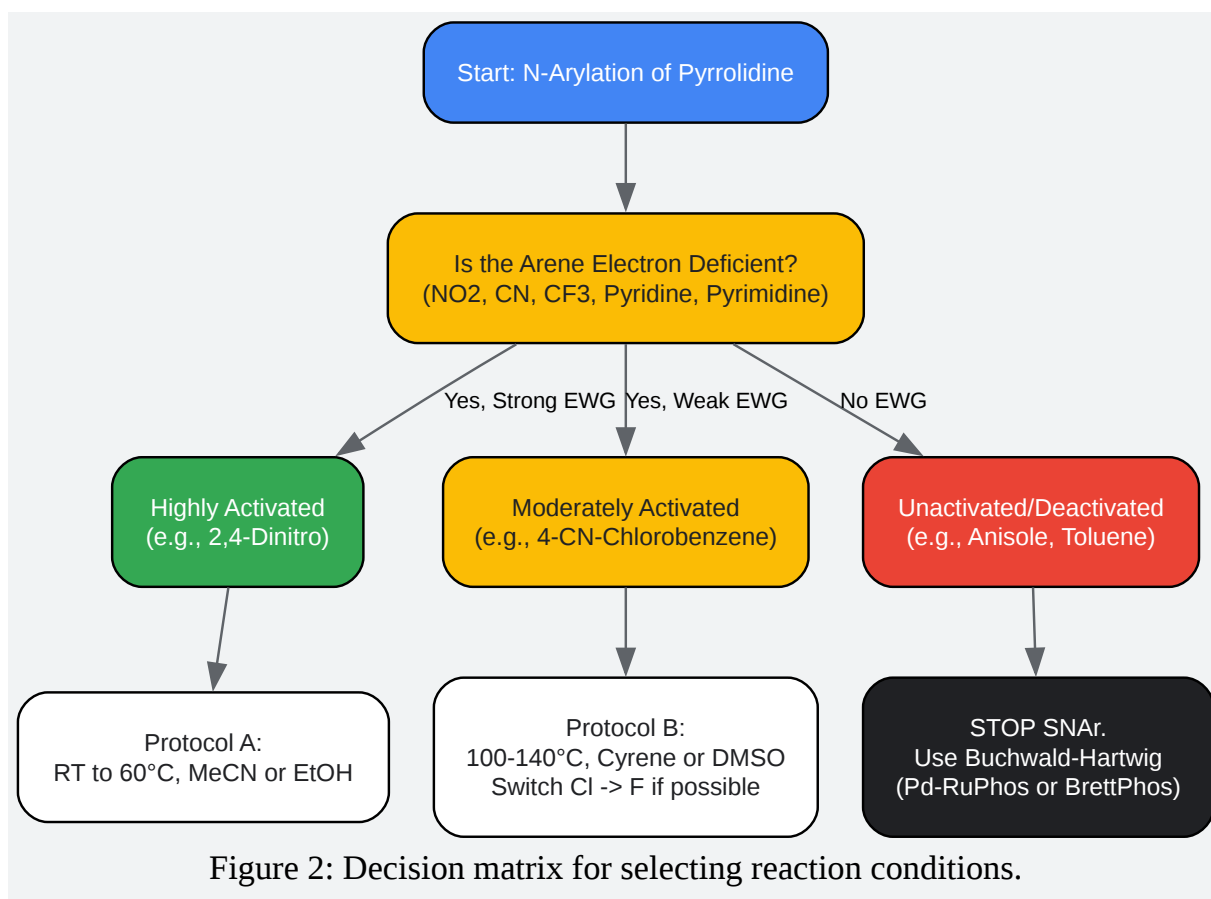 Start: N-Arylation of Pyrrolidine
Is the Arene Electron Deficient?
(NO2, CN, CF3, Pyridine, Pyrimidine)
Yes, Strong EWG
Yes, Weak EWG
No EWG
Highly Activated
(e.g., 2,4-Dinitro)
Moderately Activated
(e.g., 4-CN-Chlorobenzene)
Unactivated/Deactivated
(e.g., Anisole, Toluene)
Protocol A:
RT to 60°C, MeCN or EtOH
Protocol B:
100-140°C, Cyrene or DMSO
Switch Cl -> F if possible
STOP SNAr.
Use Buchwald-Hartwig
(Pd-RuPhos or BrettPhos)
Figure 2: Decision matrix for selecting reaction conditions.